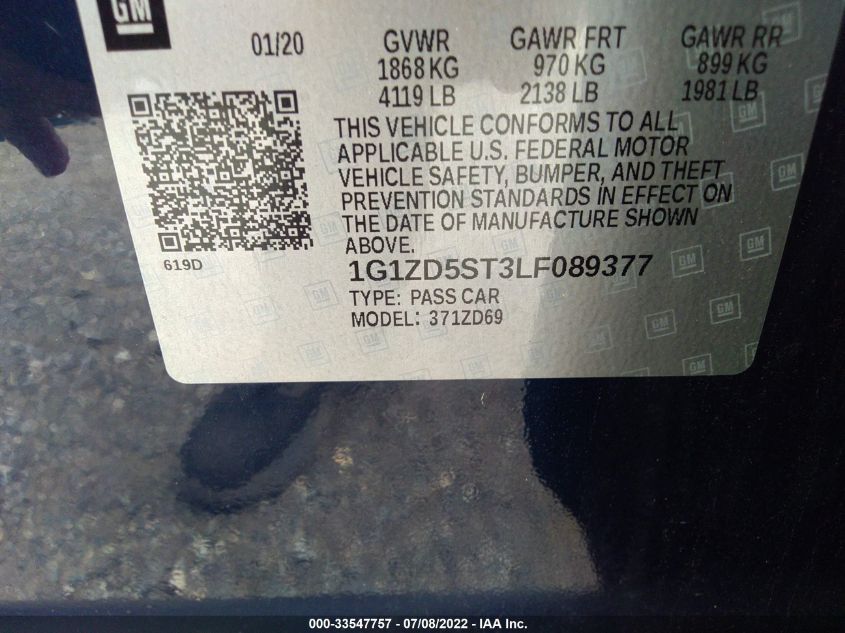 GM
01/20 GVWR GAWR FRT GAWR RR
1868 KG 970 KG 899 KG
4119 LB 2138 LB 1981 LB
THIS VEHICLE CONFORMS TO ALL
APPLICABLE U.S. FEDERAL MOTOR
VEHICLE SAFETY, BUMPER, AND THEFT
PREVENTION STANDARDS IN EFFECT ON
THE DATE OF MANUFACTURE SHOWN
ABOVE.
619D
1G1ZD5ST3LF089377
TYPE: PASS CAR
MODEL: 371ZD69
000-33547757 - 07/08/2022 - IAA Inc.